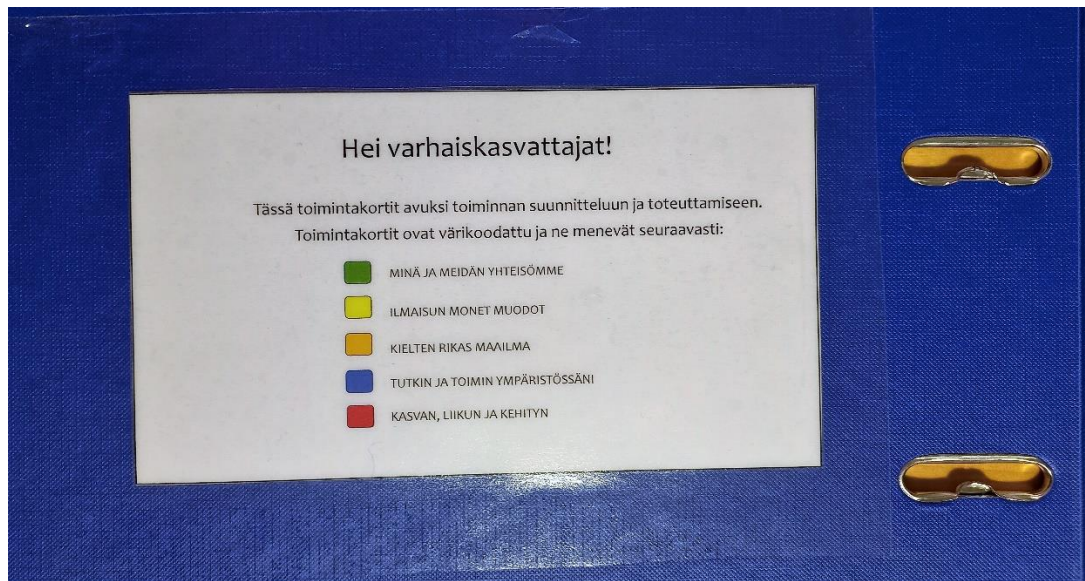 Hei varhaiskasvattajat!
Tässä toimintakortit avuksi toiminnan suunnitteluun ja toteuttamiseen.
Toimintakortit ovat värikoodattu ja ne menevät seuraavasti:
MINÄ JA MEIDÄN YHTEISÖMME
ILMAISUN MONET MUODOT
KIELTEN RIKAS MAAILMA
TUTKIN JA TOIMIN YMPÄRISTÖSSÄNI
KASVAN, LIIKUN JA KEHITYN